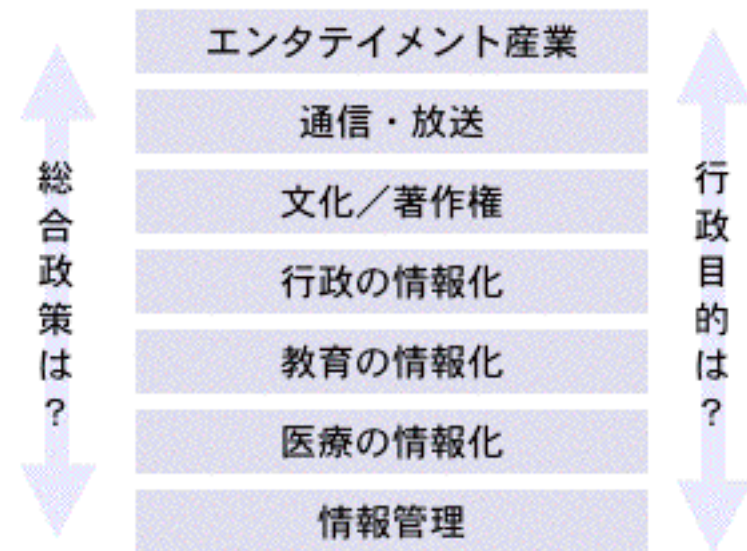 エンタテイメント産業
通信・放送
文化／著作権
行政の情報化
教育の情報化
医療の情報化
情報管理
総合政策は？
行政目的は？